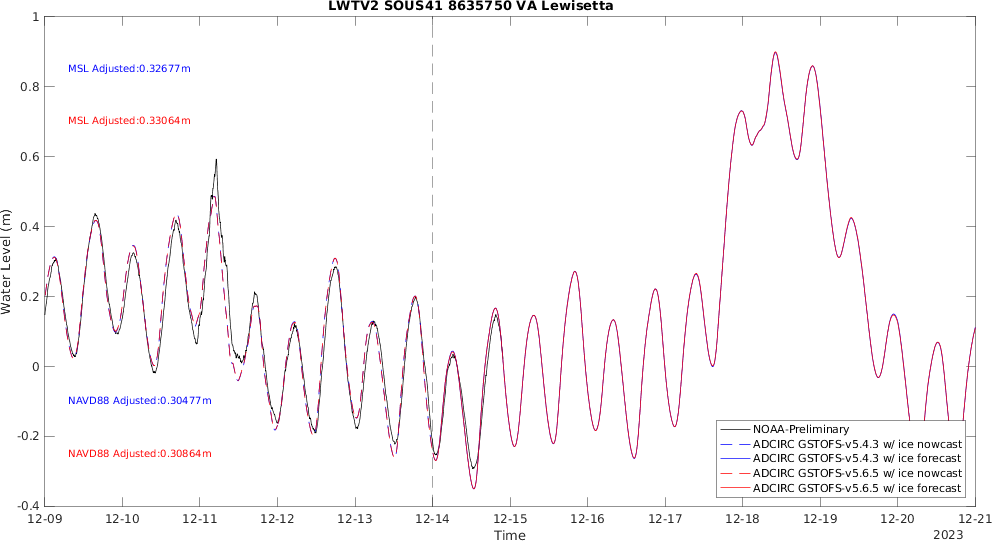 LWTV2 SOUS41 8635750 VA Lewisetta
MSL Adjusted:0.32677m
MSL Adjusted:0.33064m
NAVD88 Adjusted:0.30477m
NAVD88 Adjusted:0.30864m
Water Level (m)
1
0.8
0.6
0.4
0.2
0
-0.2
-0.4
NOAA-Preliminary
ADCIRC GSTOFS-v5.4.3 w/ ice nowcast
ADCIRC GSTOFS-v5.4.3 w/ ice forecast
ADCIRC GSTOFS-v5.6.5 w/ ice nowcast
ADCIRC GSTOFS-v5.6.5 w/ ice forecast
12-09 12-10 12-11 12-12 12-13 12-14 12-15 12-16 12-17 12-18 12-19 12-20 12-21
Time
2023